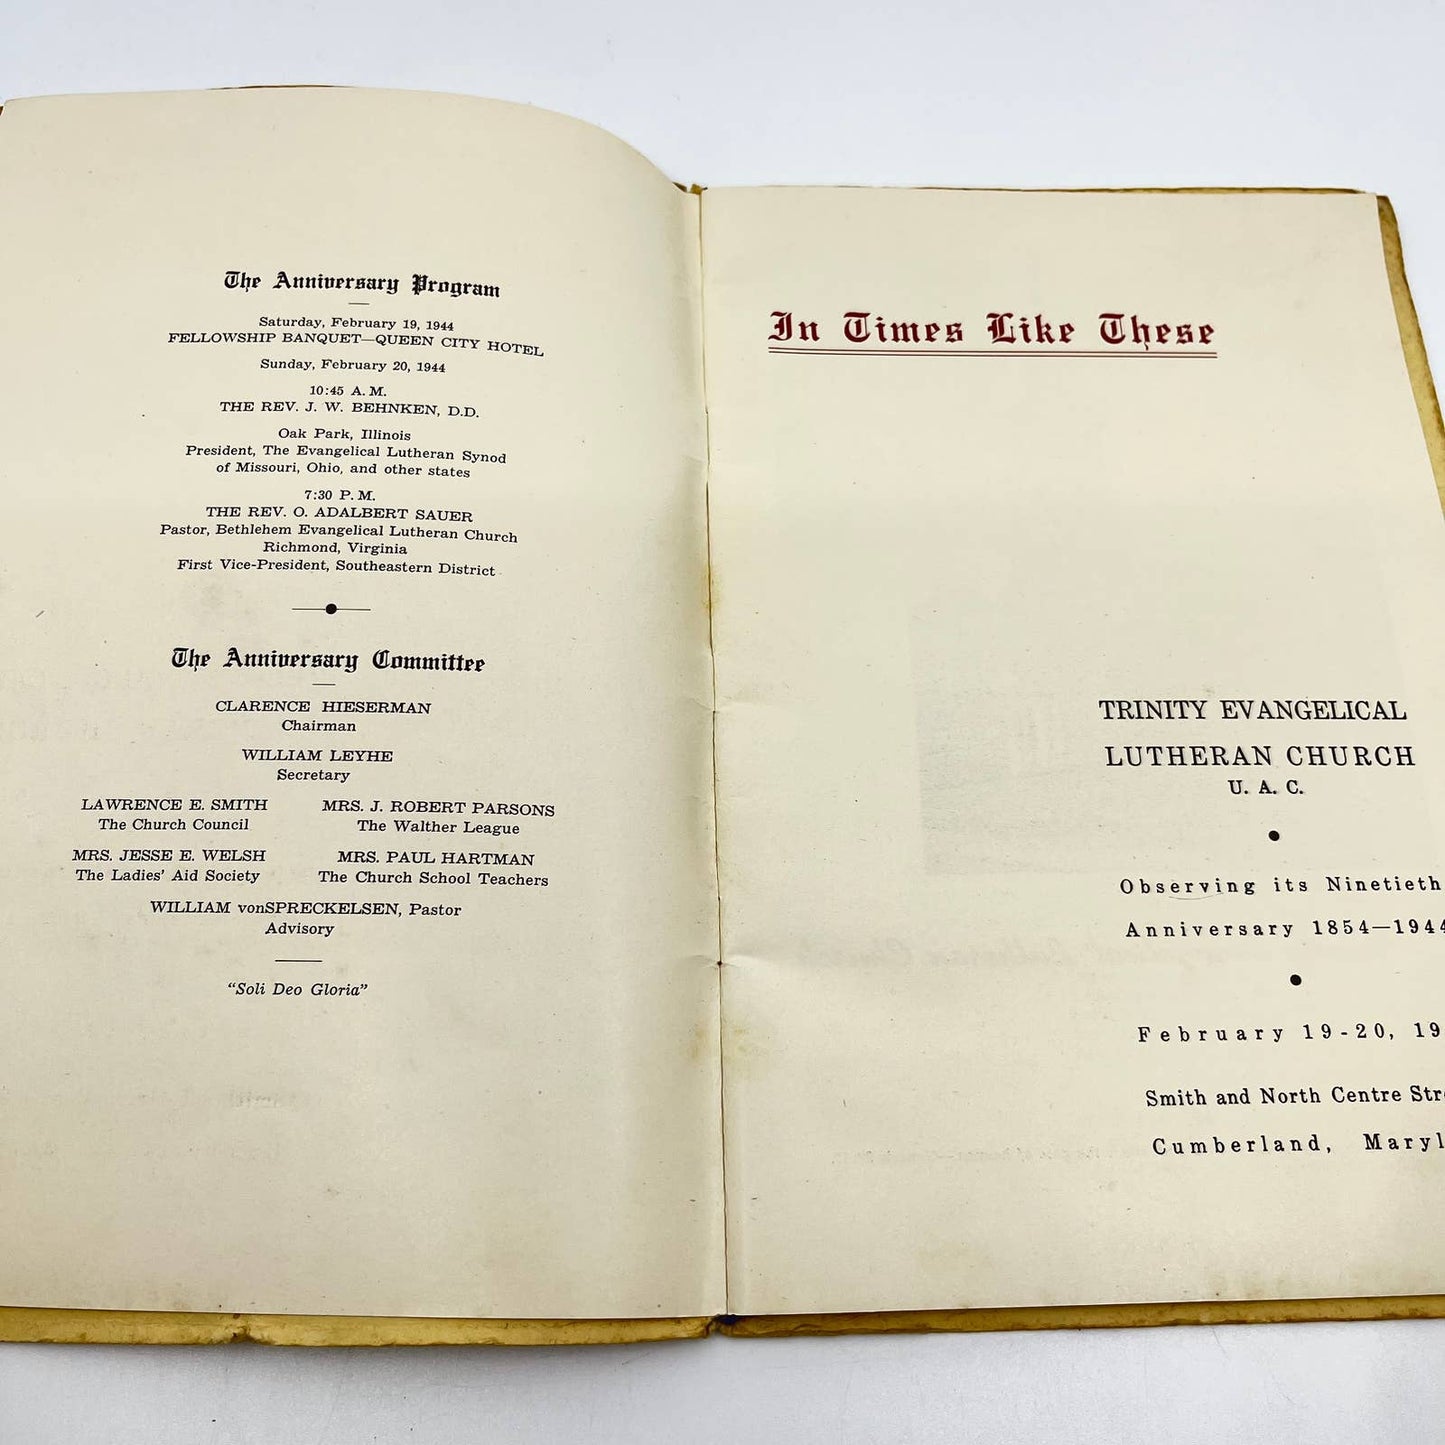 The Anniversary Program
Saturday, February 19, 1944
FELLOWSHIP BANQUET—QUEEN CITY HOTEL
Sunday, February 20, 1944
10:45 A. M.
THE REV. J. W. BEHNKEN, D.D.
Oak Park, Illinois
President, The Evangelical Lutheran Synod
of Missouri, Ohio, and other states
7:30 P. M.
THE REV. O. ADALBERT SAUER
Pastor, Bethlehem Evangelical Lutheran Church
Richmond, Virginia
First Vice-President, Southeastern District
The Anniversary Committee
CLARENCE HIESERMAN
Chairman
WILLIAM LEYHE
Secretary
LAWRENCE E. SMITH
The Church Council
MRS. J. ROBERT PARSONS
The Walther League
MRS. JESSE E. WELSH
The Ladies' Aid Society
MRS. PAUL HARTMAN
The Church School Teachers
WILLIAM vonSPRECKELSEN, Pastor
Advisory
"Soli Deo Gloria"
In Times Like These
TRINITY EVANGELICAL
LUTHERAN CHURCH
U. A. C.
Observing its Ninetieth
Anniversary 1854—1944
February 19-20, 19
Smith and North Centre Str
Cumberland, Maryl